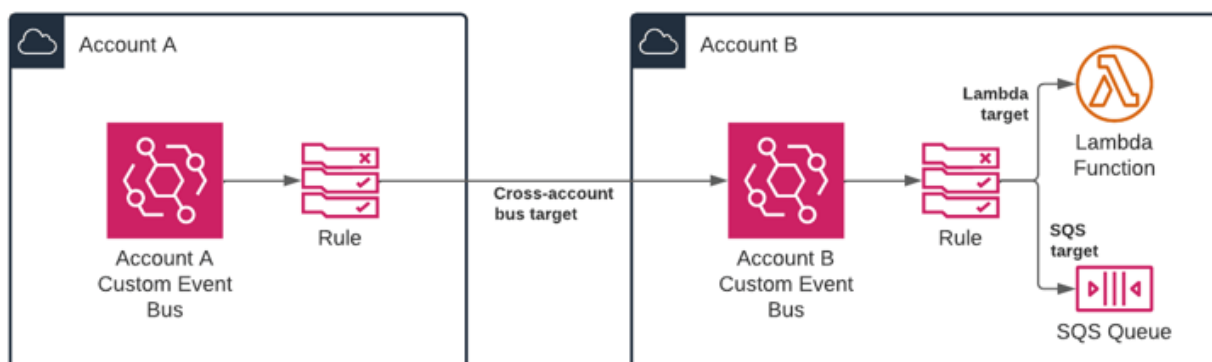 Account A
Account A
Custom Event
Bus
Rule
Cross-account
bus target
Account B
Account B
Custom Event
Bus
Rule
Lambda
target
Lambda
Function
SQS
target
SQS Queue